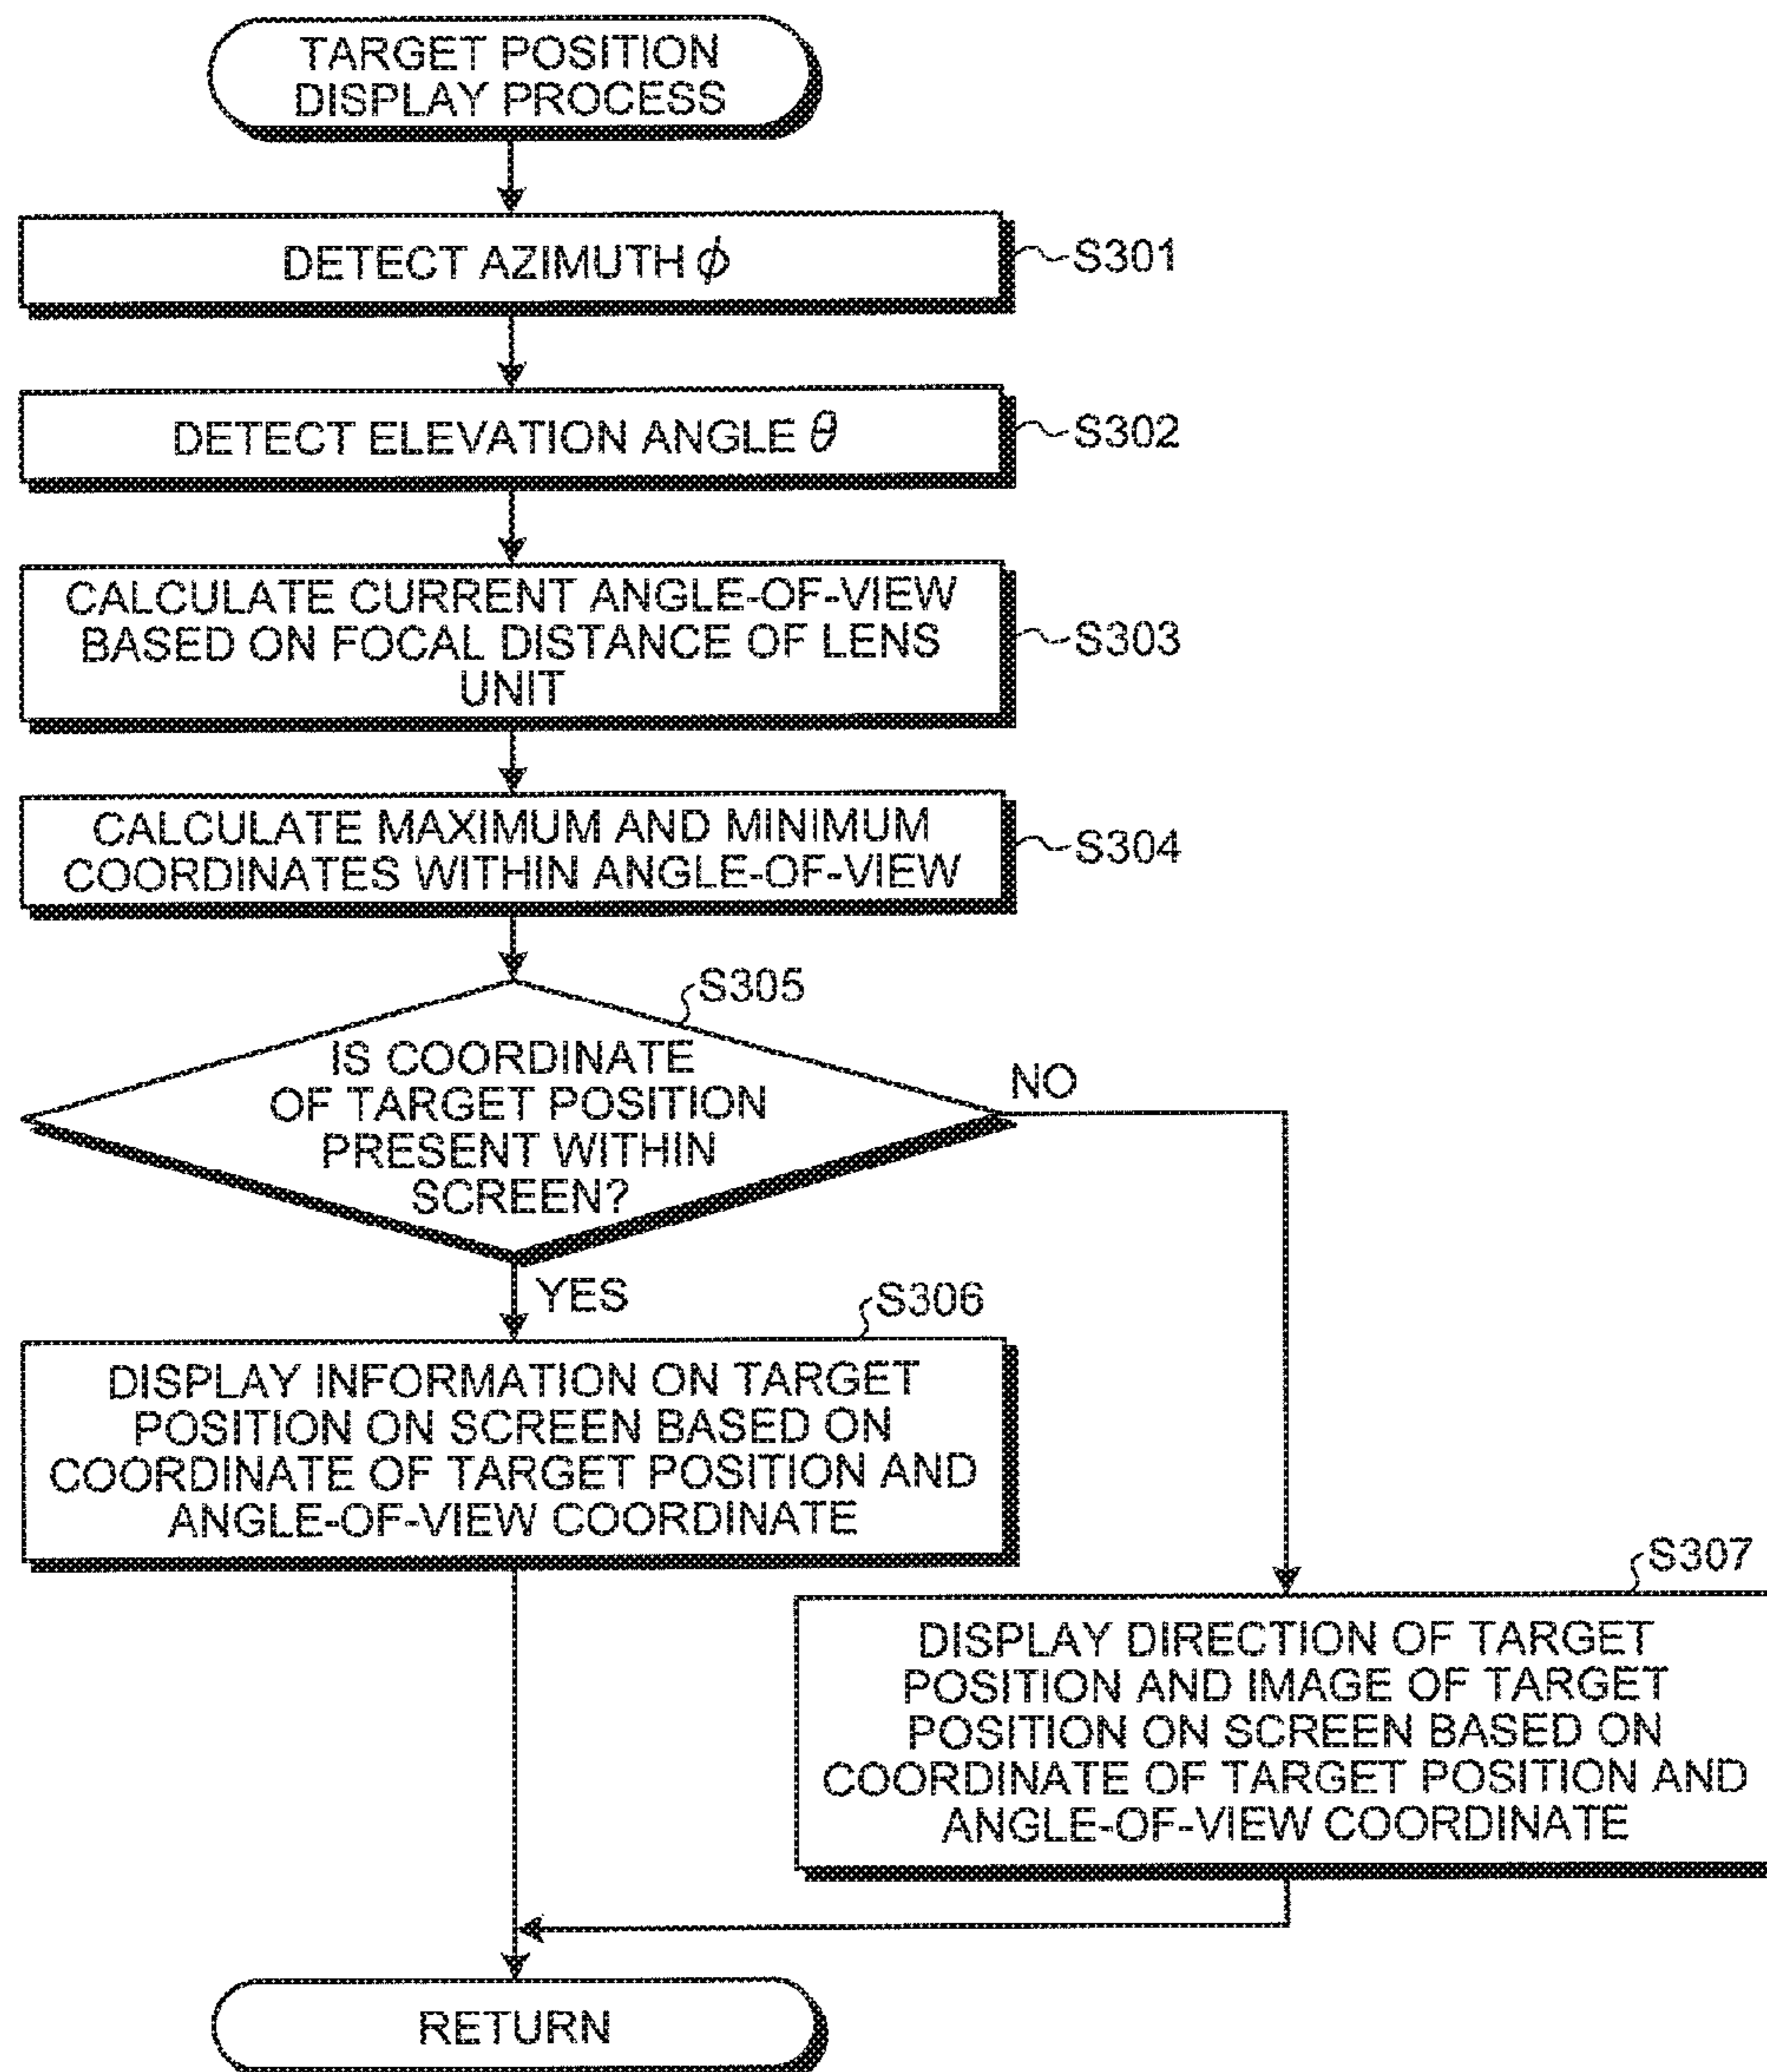 TARGET POSITION
DISPLAY PROCESS
DETECT AZIMUTH ϕ
S301
DETECT ELEVATION ANGLE θ
S302
CALCULATE CURRENT ANGLE-OF-VIEW
BASED ON FOCAL DISTANCE OF LENS
UNIT
S303
CALCULATE MAXIMUM AND MINIMUM
COORDINATES WITHIN ANGLE-OF-VIEW
S304
S305
IS COORDINATE
OF TARGET POSITION
PRESENT WITHIN
SCREEN?
NO
YES
S306
DISPLAY INFORMATION ON TARGET
POSITION ON SCREEN BASED ON
COORDINATE OF TARGET POSITION AND
ANGLE-OF-VIEW COORDINATE
S307
DISPLAY DIRECTION OF TARGET
POSITION AND IMAGE OF TARGET
POSITION ON SCREEN BASED ON
COORDINATE OF TARGET POSITION AND
ANGLE-OF-VIEW COORDINATE
RETURN